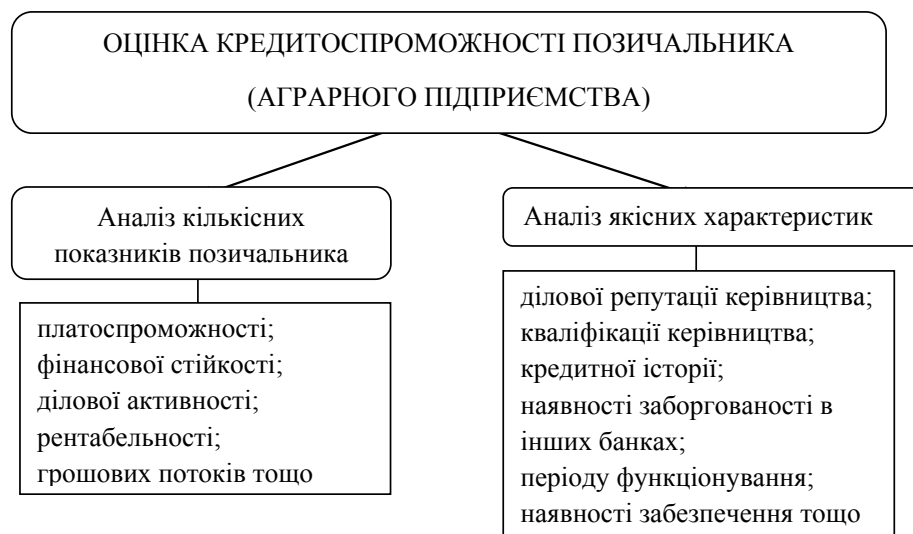 ОЦІНКА КРЕДИТОСПРОМОЖНОСТІ ПОЗИЧАЛЬНИКА
(АГРАРНОГО ПІДПРИЄМСТВА)
Аналіз кількісних
показників позичальника
платоспроможності;
фінансової стійкості;
ділової активності;
рентабельності;
грошових потоків тощо
Аналіз якісних характеристик
ділової репутації керівництва;
кваліфікації керівництва;
кредитної історії;
наявності заборгованості в
інших банках;
періоду функціонування;
наявності забезпечення тощо